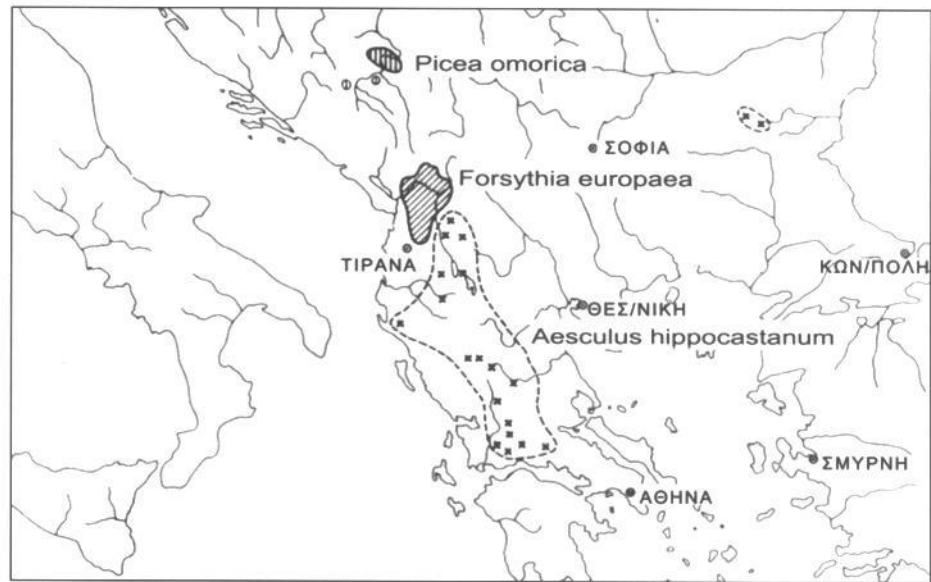 Picea omorica
ΣΟΦΙΑ
Forsythia europaea
ΤΙΡΑΝΑ
ΚΩΝ/ΠΟΛΗ
ΘΕΣ/ΝΙΚΗ
Aesculus hippocastanum
ΣΜΥΡΝΗ
ΑΘΗΝΑ